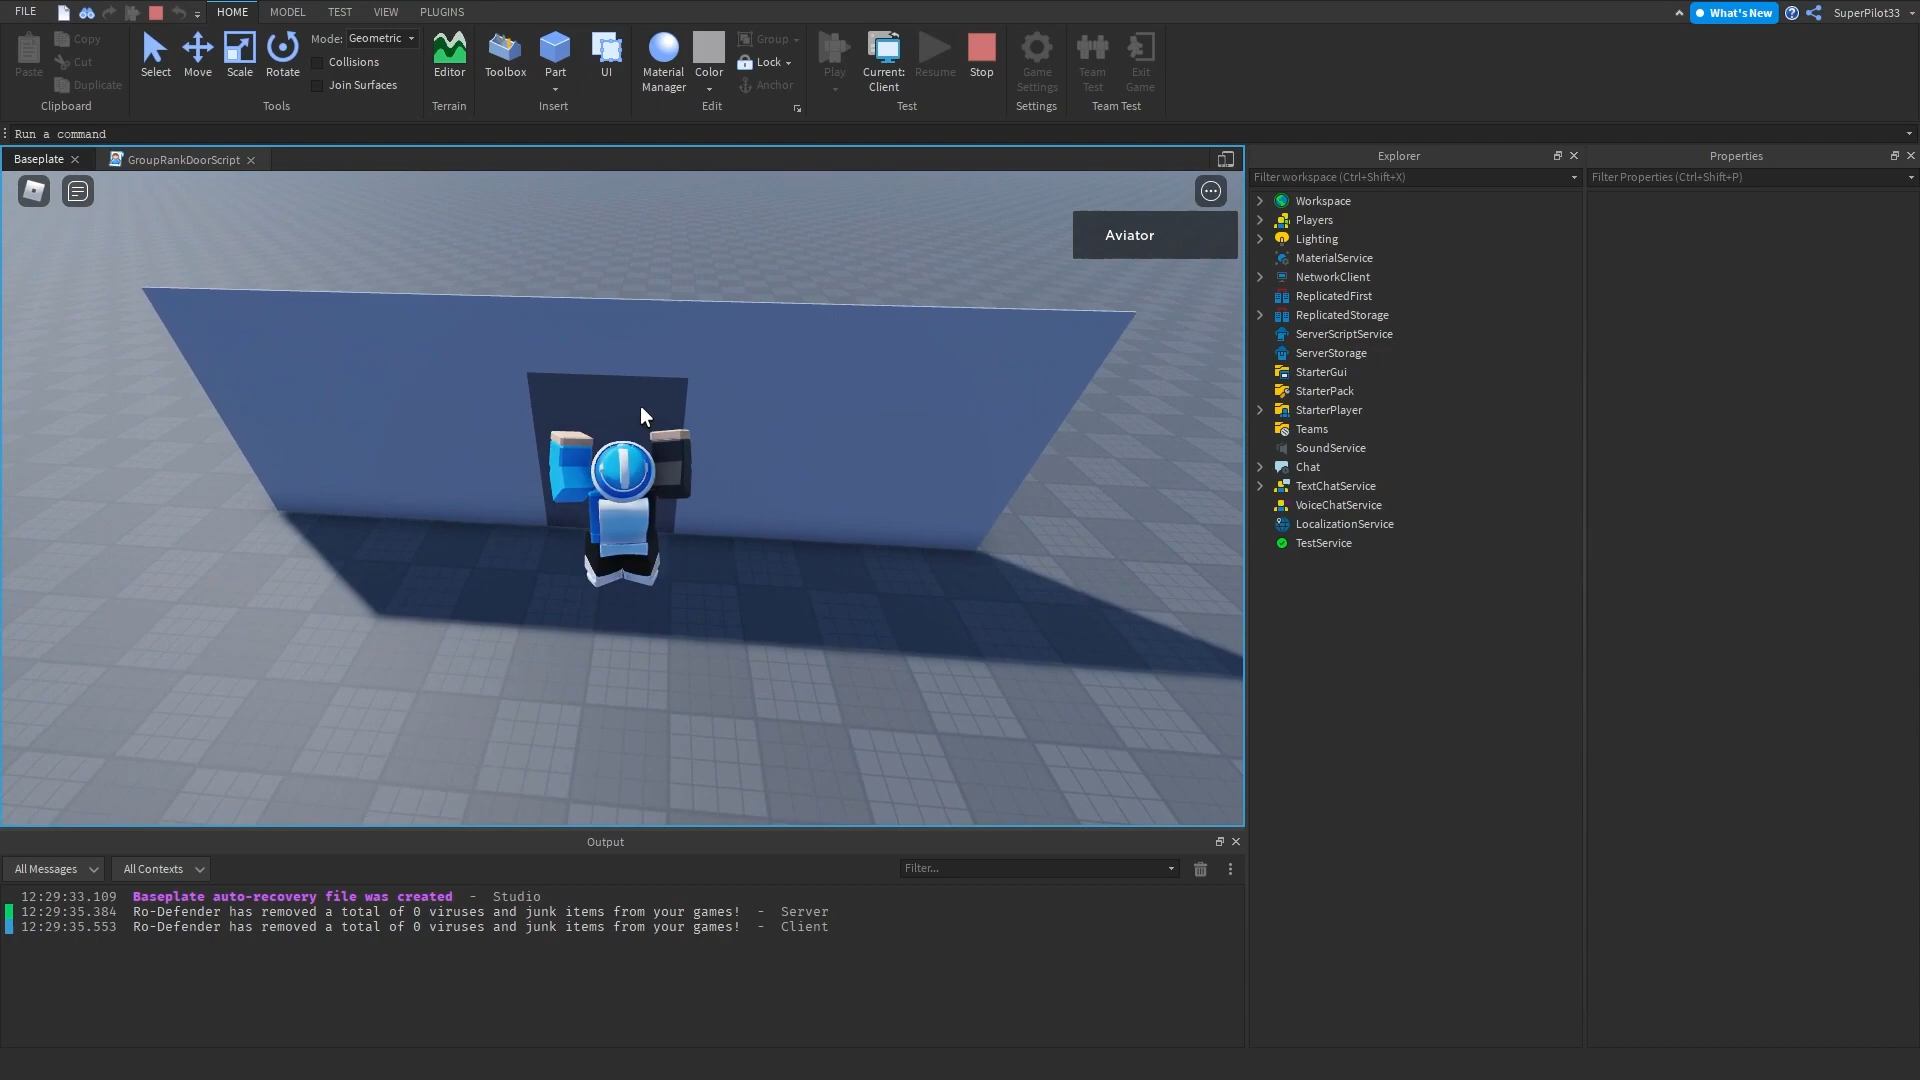 FILE HOME MODEL TEST VIEW PLUGINS What's New SuperPilot33
Paste Copy Cut Duplicate Clipboard
Select Move Scale Rotate Mode: Geometric Collisions Join Surfaces Tools
Editor Terrain
Toolbox Part UI Insert
Material Manager Color Group Lock Anchor Edit
Play Current: Client Resume Stop Test
Game Settings Settings
Team Test Exit Game Team Test
Run a command
Baseplate GroupRankDoorScript
Aviator
Explorer
Filter workspace (Ctrl+Shift+X)
Workspace
Players
Lighting
MaterialService
NetworkClient
ReplicatedFirst
ReplicatedStorage
ServerScriptService
ServerStorage
StarterGui
StarterPack
StarterPlayer
Teams
SoundService
Chat
TextChatService
VoiceChatService
LocalizationService
TestService
Properties
Filter Properties (Ctrl+Shift+P)
Output
All Messages All Contexts Filter...
12:29:33.109 Baseplate auto-recovery file was created - Studio
12:29:35.384 Ro-Defender has removed a total of 0 viruses and junk items from your games! - Server
12:29:35.553 Ro-Defender has removed a total of 0 viruses and junk items from your games! - Client